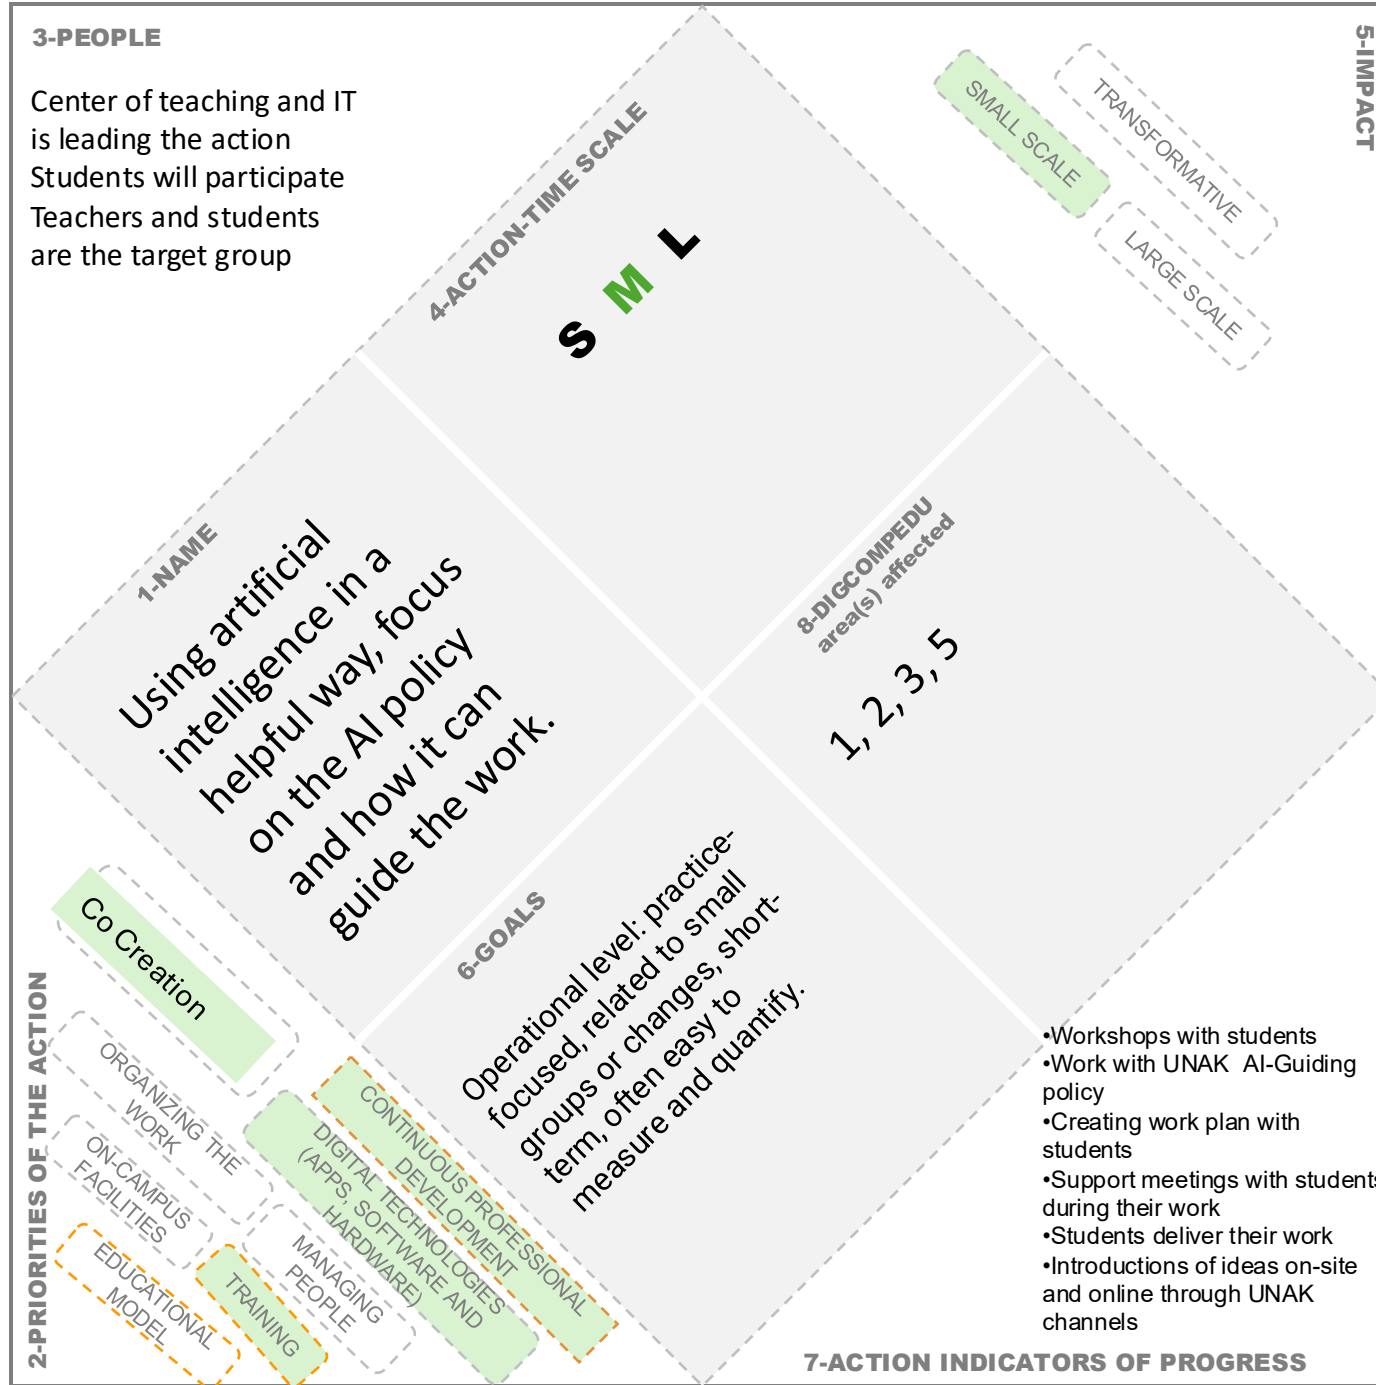 3-PEOPLE
Center of teaching and IT
is leading the action
Students will participate
Teachers and students
are the target group
4-ACTION-TIME SCALE
S M L
5-IMPACT
SMALL SCALE
TRANSFORMATIVE
LARGE SCALE
1-NAME
Using artificial
intelligence in a
helpful way, focus
on the AI policy
and how it can
guide the work.
8-DIGCOMPEDU
area(s) affected
1, 2, 3, 5
6-GOALS
Operational level: practice-
focused, related to small
groups or changes, short-
term, often easy to
measure and quantify.
2-PRIORITIES OF THE ACTION
Co Creation
ORGANIZING THE
WORK
ON-CAMPUS
FACILITIES
EDUCATIONAL
MODEL
TRAINING
MANAGING
PEOPLE
DIGITAL TECHNOLOGIES
(APPS, SOFTWARE AND
HARDWARE)
CONTINUOUS PROFESSIONAL
DEVELOPMENT
•Workshops with students
•Work with UNAK AI-Guiding
policy
•Creating work plan with
students
•Support meetings with students
during their work
•Students deliver their work
•Introductions of ideas on-site
and online through UNAK
channels
7-ACTION INDICATORS OF PROGRESS